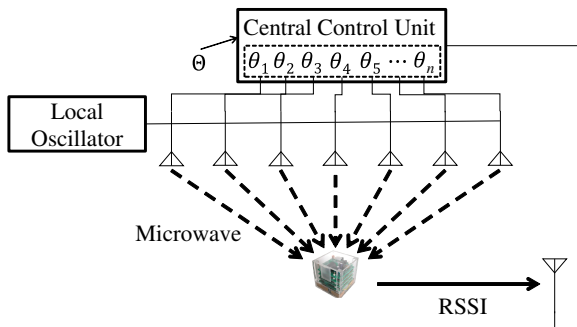 Central Control Unit
Θ
θ1 θ2 θ3 θ4 θ5 ⋯ θn
Local
Oscillator
Microwave
RSSI